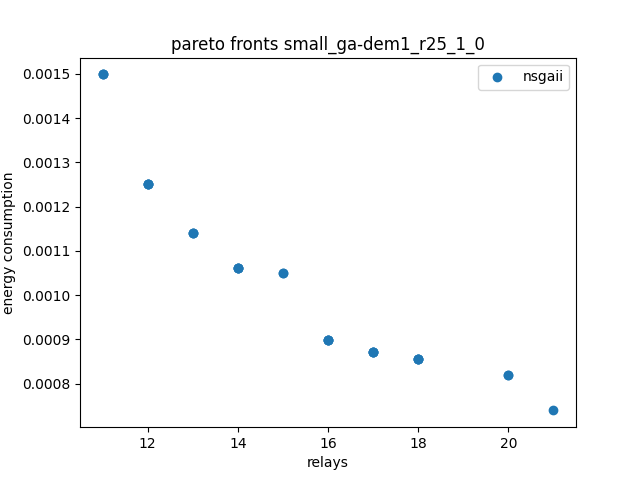 pareto fronts small_ga-dem1_r25_1_0
nsgaii
0.0015
0.0014
0.0013
0.0012
0.0011
0.0010
0.0009
0.0008
energy consumption
12 14 16 18 20
relays